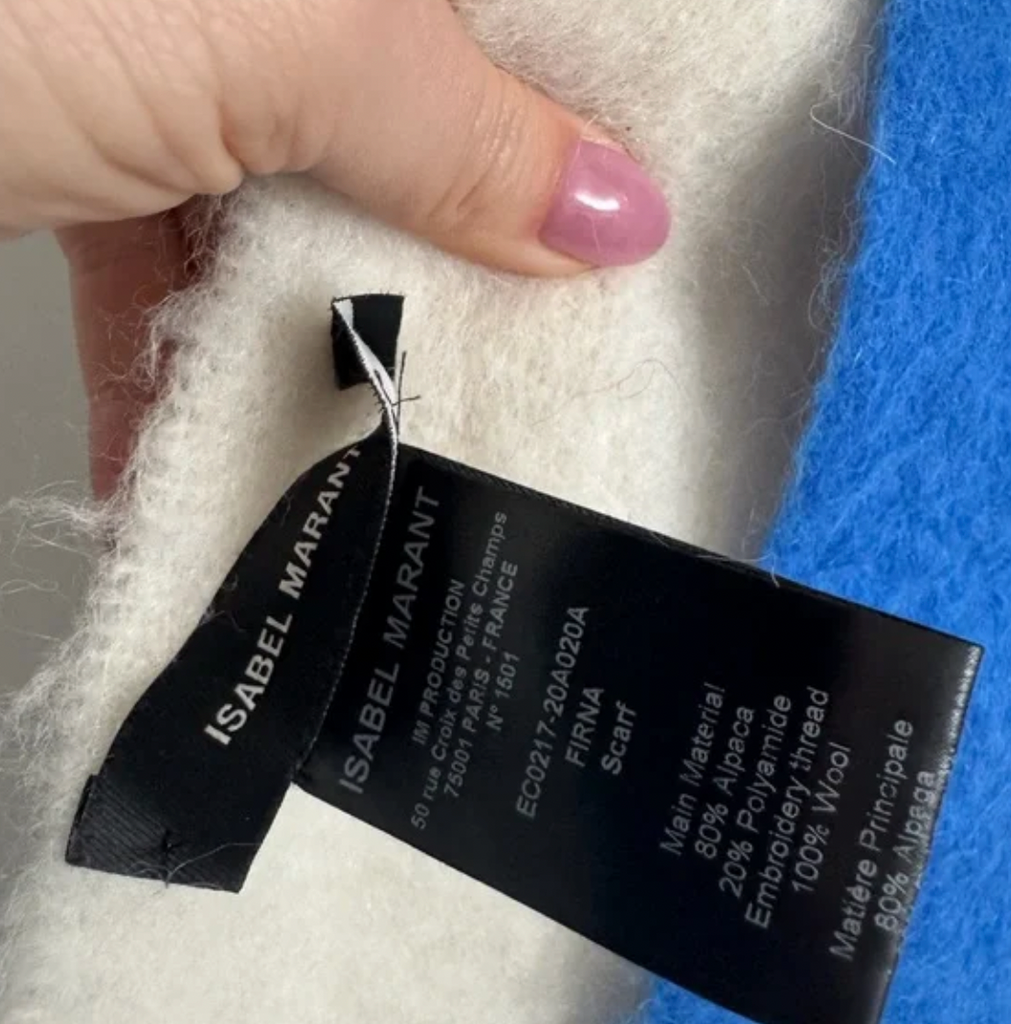 ISABEL MARANT
ISABEL MARANT
IM PRODUCTION
50 rue Croix des Petits Champs
75001 PARIS - FRANCE
N° 1501
EC0217-20A020A
FIRNA
Scarf
Main Material
80% Alpaca
20% Polyamide
Embroidery thread
100% Wool
Matière Principale
80% Alpaga